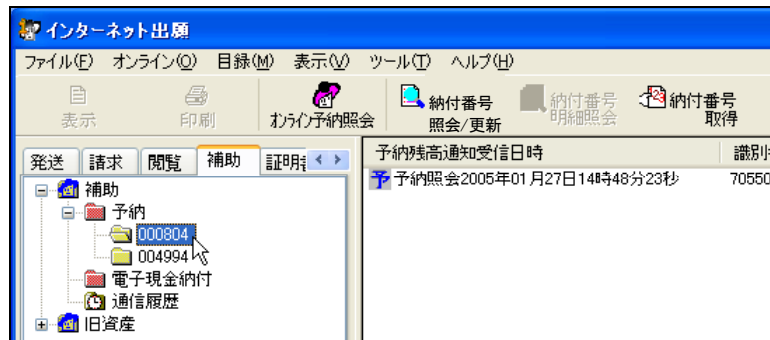 インターネット出願
ファイル(F) オンライン(O) 目録(M) 表示(V) ツール(T) ヘルプ(H)
表示
印刷
オンライン予納照会
納付番号
照会/更新
納付番号
明細照会
納付番号
取得
発送 請求 閲覧 補助 証明
予納残高通知受信日時 識別
予納照会2005年01月27日14時48分23秒 70550
補助
予納
000804
004994
電子現金納付
通信履歴
旧資産